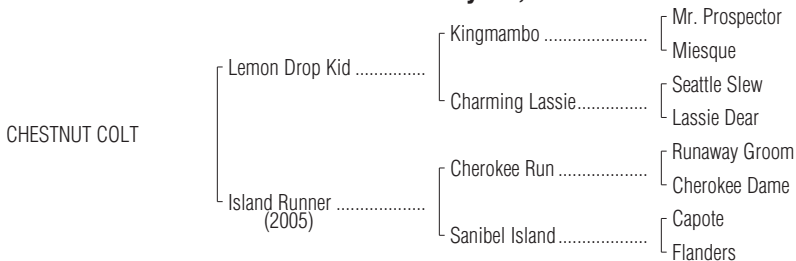 Mr. Prospector
Kingmambo ..................
Miesque
Lemon Drop Kid ...............
Seattle Slew
Charming Lassie..................
Lassie Dear
CHESTNUT COLT
Runaway Groom
Cherokee Run ...................
Cherokee Dame
Island Runner ...................
(2005)
Capote
Sanibel Island...................
Flanders